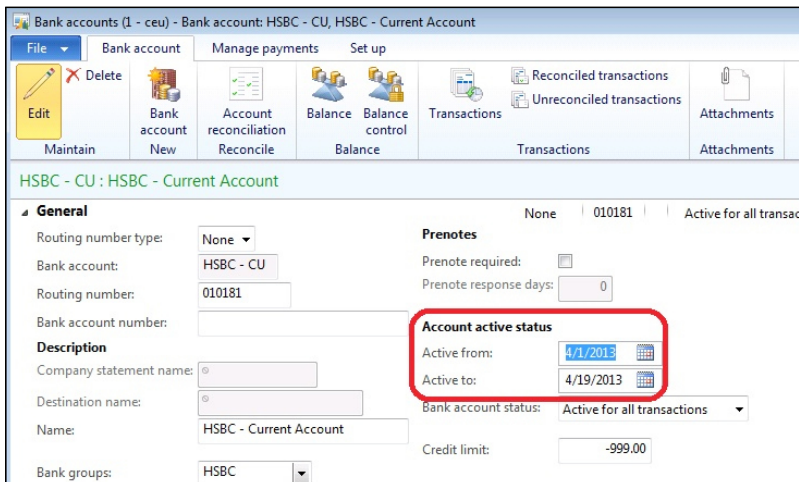 Bank accounts (1 - ceu) - Bank account: HSBC - CU, HSBC - Current Account
File Bank account Manage payments Set up
Edit
Delete
Maintain
Bank account
New
Account reconciliation
Reconcile
Balance
Balance control
Balance
Transactions
Reconciled transactions
Unreconciled transactions
Transactions
Attachments
Attachments
HSBC - CU : HSBC - Current Account
General
None 010181 Active for all transac
Routing number type: None
Bank account: HSBC - CU
Routing number: 010181
Bank account number:
Description
Company statement name:
Destination name:
Name: HSBC - Current Account
Bank groups: HSBC
Prenotes
Prenote required:
Prenote response days: 0
Account active status
Active from: 4/1/2013
Active to: 4/19/2013
Bank account status: Active for all transactions
Credit limit: -999.00